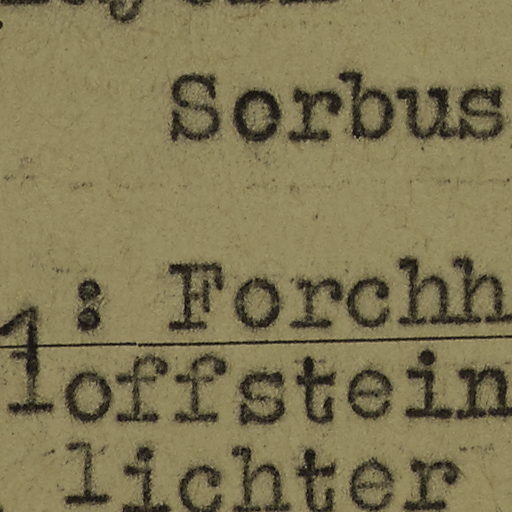 Sorbus
: Forchh
loffstein
lichter